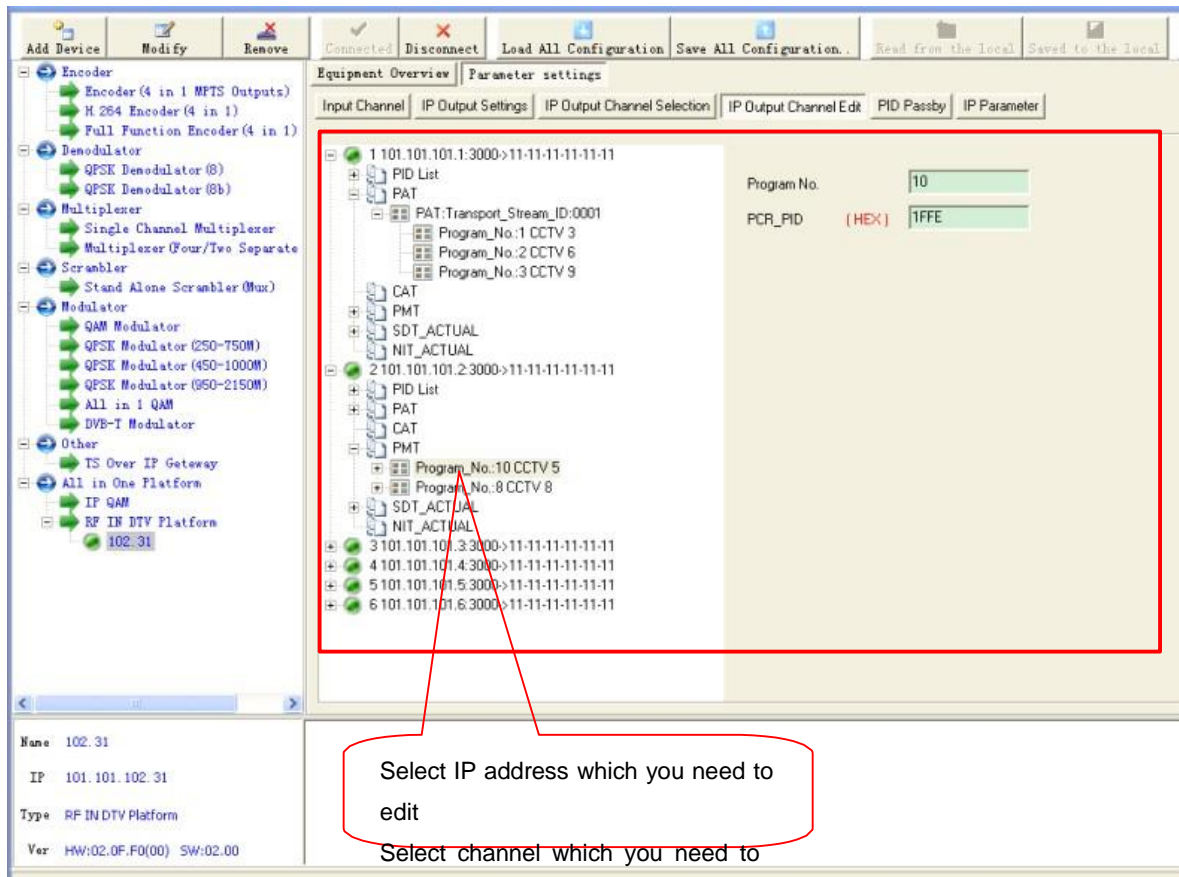 Add Device Modify Remove Connected Disconnect Load All Configuration Save All Configuration.. Read from the local Saved to the local
Encoder
Encoder(4 in 1 MPTS Outputs)
H.264 Encoder(4 in 1)
Full Function Encoder(4 in 1)
Demodulator
QPSK Demodulator(8)
QPSK Demodulator(8b)
Multiplexer
Single Channel Multiplexer
Multiplexer(Four/Two Separate
Scrambler
Stand Alone Scrambler(Mux)
Modulator
QAM Modulator
QPSK Modulator(250-750M)
QPSK Modulator(450-1000M)
QPSK Modulator(950-2150M)
All in 1 QAM
DVB-T Modulator
Other
TS Over IP Geteway
All in One Platform
IP QAM
RF IN DTV Platform
102.31
Equipment Overview Parameter settings
Input Channel IP Output Settings IP Output Channel Selection IP Output Channel Edit PID Passby IP Parameter
1 101.101.101.1:3000->11-11-11-11-11-11
PID List
PAT
PAT:Transport_Stream_ID:0001
Program_No.:1 CCTV 3
Program_No.:2 CCTV 6
Program_No.:3 CCTV 9
CAT
PMT
SDT_ACTUAL
NIT_ACTUAL
2 101.101.101.2:3000->11-11-11-11-11-11
PID List
PAT
CAT
PMT
Program_No.:10 CCTV 5
Program_No.:8 CCTV 8
SDT_ACTUAL
NIT_ACTUAL
3 101.101.101.3:3000->11-11-11-11-11-11
4 101.101.101.4:3000->11-11-11-11-11-11
5 101.101.101.5:3000->11-11-11-11-11-11
6 101.101.101.6:3000->11-11-11-11-11-11
Program No. 10
PCR_PID (HEX) 1FFE
Name 102.31
IP 101.101.102.31
Type RF IN DTV Platform
Ver HW:02.0F.F0(00) SW:02.00
Select IP address which you need to
edit
Select channel which you need to